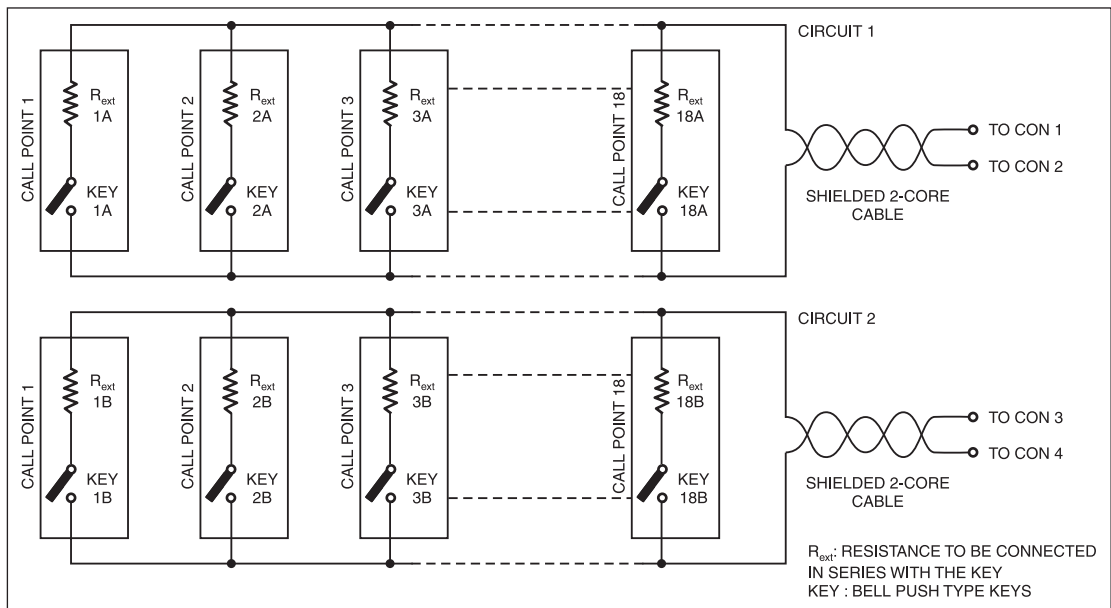 CIRCUIT 1
CALL POINT 1
R_ext
1A
KEY
1A
CALL POINT 2
R_ext
2A
KEY
2A
CALL POINT 3
R_ext
3A
KEY
3A
CALL POINT 18
R_ext
18A
KEY
18A
TO CON 1
TO CON 2
SHIELDED 2-CORE
CABLE
CIRCUIT 2
CALL POINT 1
R_ext
1B
KEY
1B
CALL POINT 2
R_ext
2B
KEY
2B
CALL POINT 3
R_ext
3B
KEY
3B
CALL POINT 18
R_ext
18B
KEY
18B
TO CON 3
TO CON 4
SHIELDED 2-CORE
CABLE
R_ext: RESISTANCE TO BE CONNECTED
IN SERIES WITH THE KEY
KEY : BELL PUSH TYPE KEYS